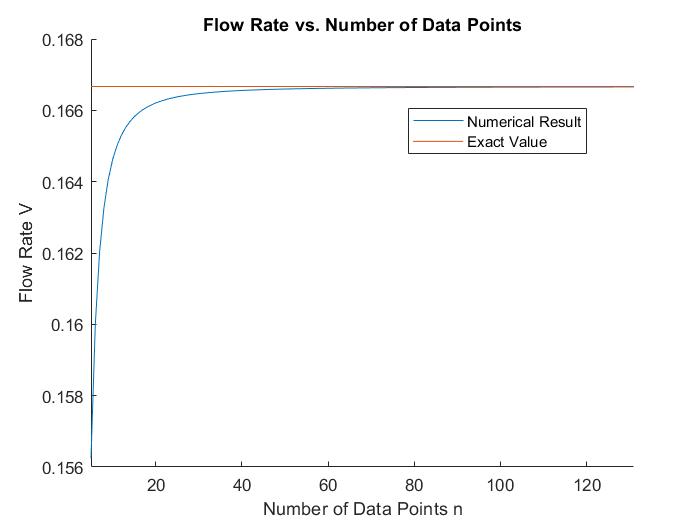 Flow Rate vs. Number of Data Points
0.168
0.166
0.164
0.162
0.16
0.158
0.156
Flow Rate V
Numerical Result
Exact Value
20 40 60 80 100 120
Number of Data Points n